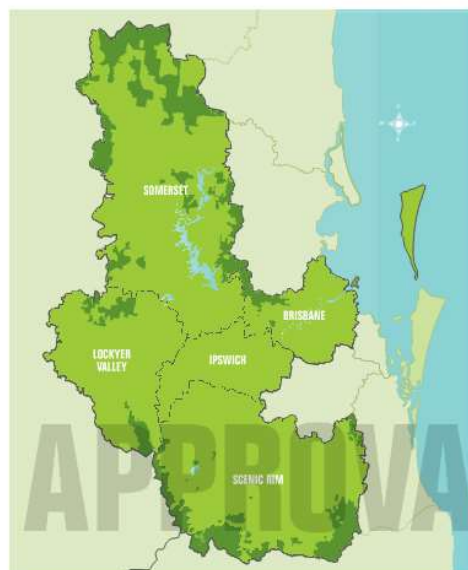 SOMERSET
BRISBANE
LOCKYER
VALLEY
IPSWICH
SCENIC RIM
APPROVA